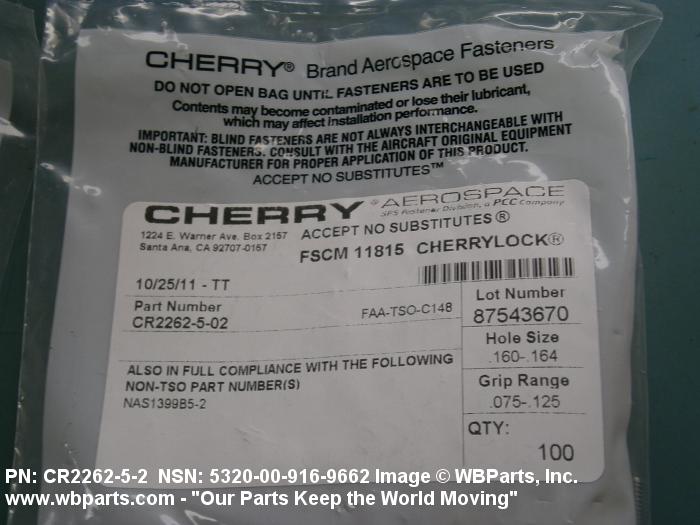 CHERRY® Brand Aerospace Fasteners
DO NOT OPEN BAG UNTIL FASTENERS ARE TO BE USED
Contents may become contaminated or lose their lubricant,
which may affect installation performance.
IMPORTANT: BLIND FASTENERS ARE NOT ALWAYS INTERCHANGEABLE WITH
NON-BLIND FASTENERS. CONSULT WITH THE AIRCRAFT ORIGINAL EQUIPMENT
MANUFACTURER FOR PROPER APPLICATION OF THIS PRODUCT.
ACCEPT NO SUBSTITUTES™
CHERRY® AEROSPACE
SPS Fastener Division, a PCC Company
1224 E. Warner Ave. Box 2157
Santa Ana, CA 92707-0157
ACCEPT NO SUBSTITUTES®
FSCM 11815 CHERRYLOCK®
10/25/11 - TT
Part Number
CR2262-5-02
FAA-TSO-C148
Lot Number
87543670
Hole Size
.160-.164
Grip Range
.075-.125
QTY:
100
ALSO IN FULL COMPLIANCE WITH THE FOLLOWING
NON-TSO PART NUMBER(S)
NAS1399B5-2
PN: CR2262-5-2 NSN: 5320-00-916-9662 Image © WBParts, Inc.
www.wbparts.com - "Our Parts Keep the World Moving"